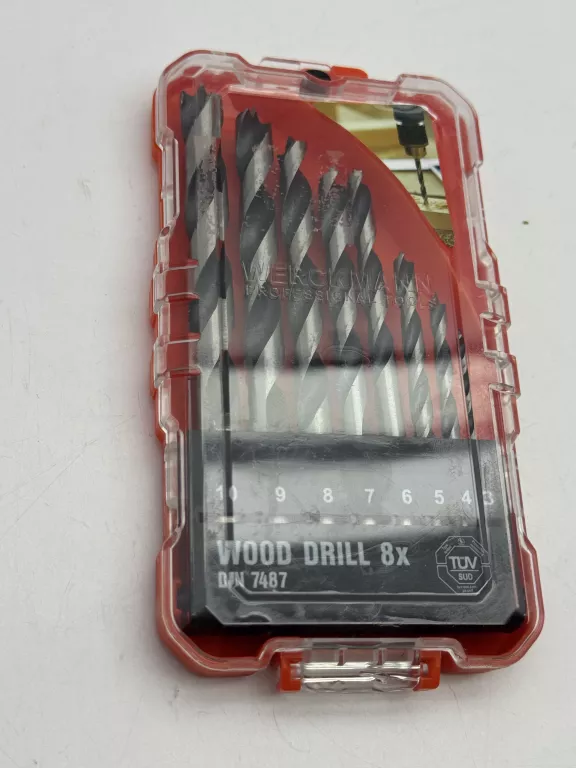 WERCKMANN
PROFESSIONAL TOOLS
10 9 8 7 6 5 4 3
WOOD DRILL 8x
DIN 7487
TÜV
SÜD